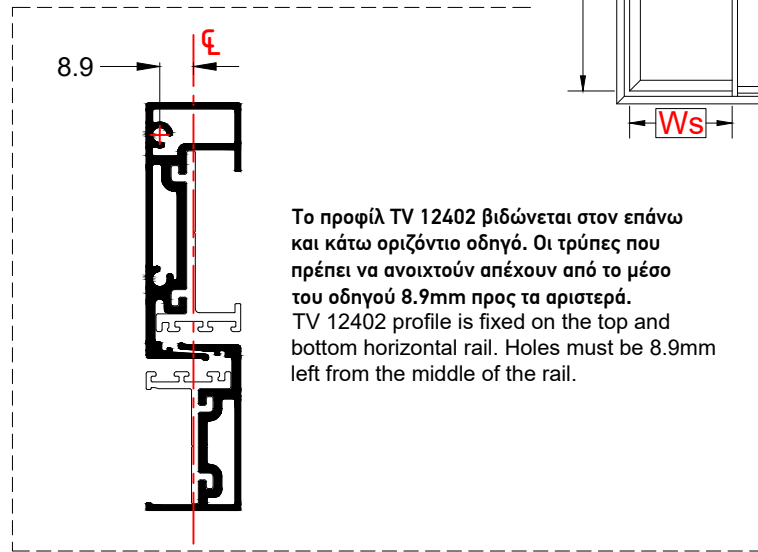 ℄
8.9
Ws
Το προφίλ TV 12402 βιδώνεται στον επάνω
και κάτω οριζόντιο οδηγό. Οι τρύπες που
πρέπει να ανοιχτούν απέχουν από το μέσο
του οδηγού 8.9mm προς τα αριστερά.
TV 12402 profile is fixed on the top and
bottom horizontal rail. Holes must be 8.9mm
left from the middle of the rail.